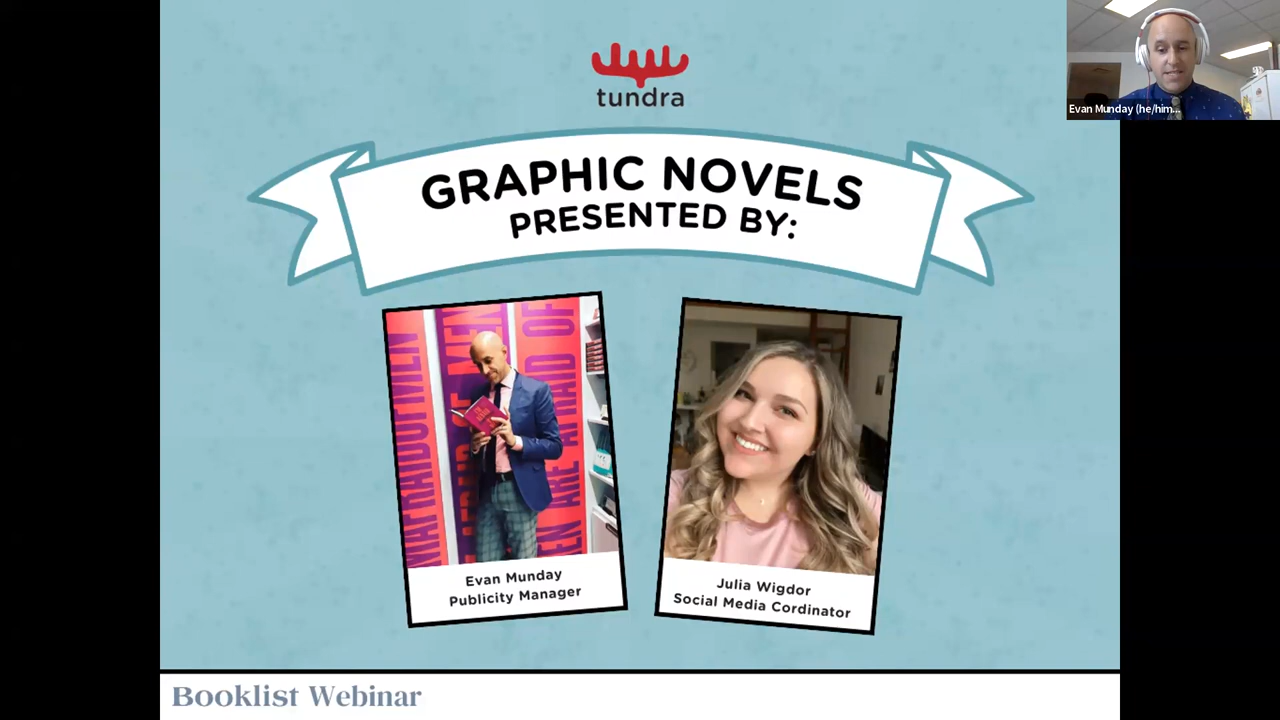 tundra
GRAPHIC NOVELS
PRESENTED BY:
Evan Munday (he/him...
Evan Munday
Publicity Manager
Julia Wigdor
Social Media Cordinator
Booklist Webinar